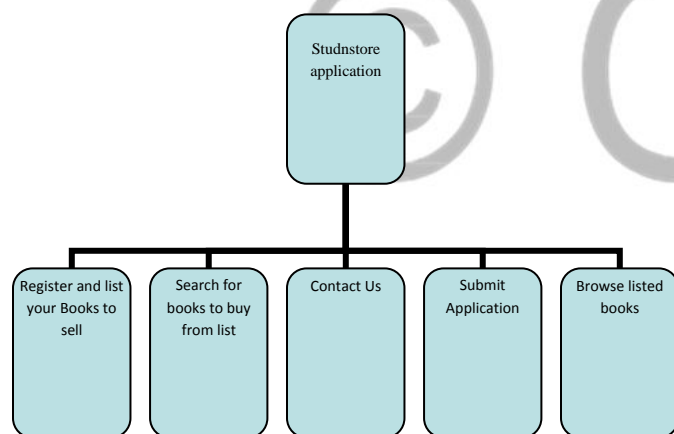 Studnstore
application
Register and list
your Books to
sell
Search for
books to buy
from list
Contact Us
Submit
Application
Browse listed
books